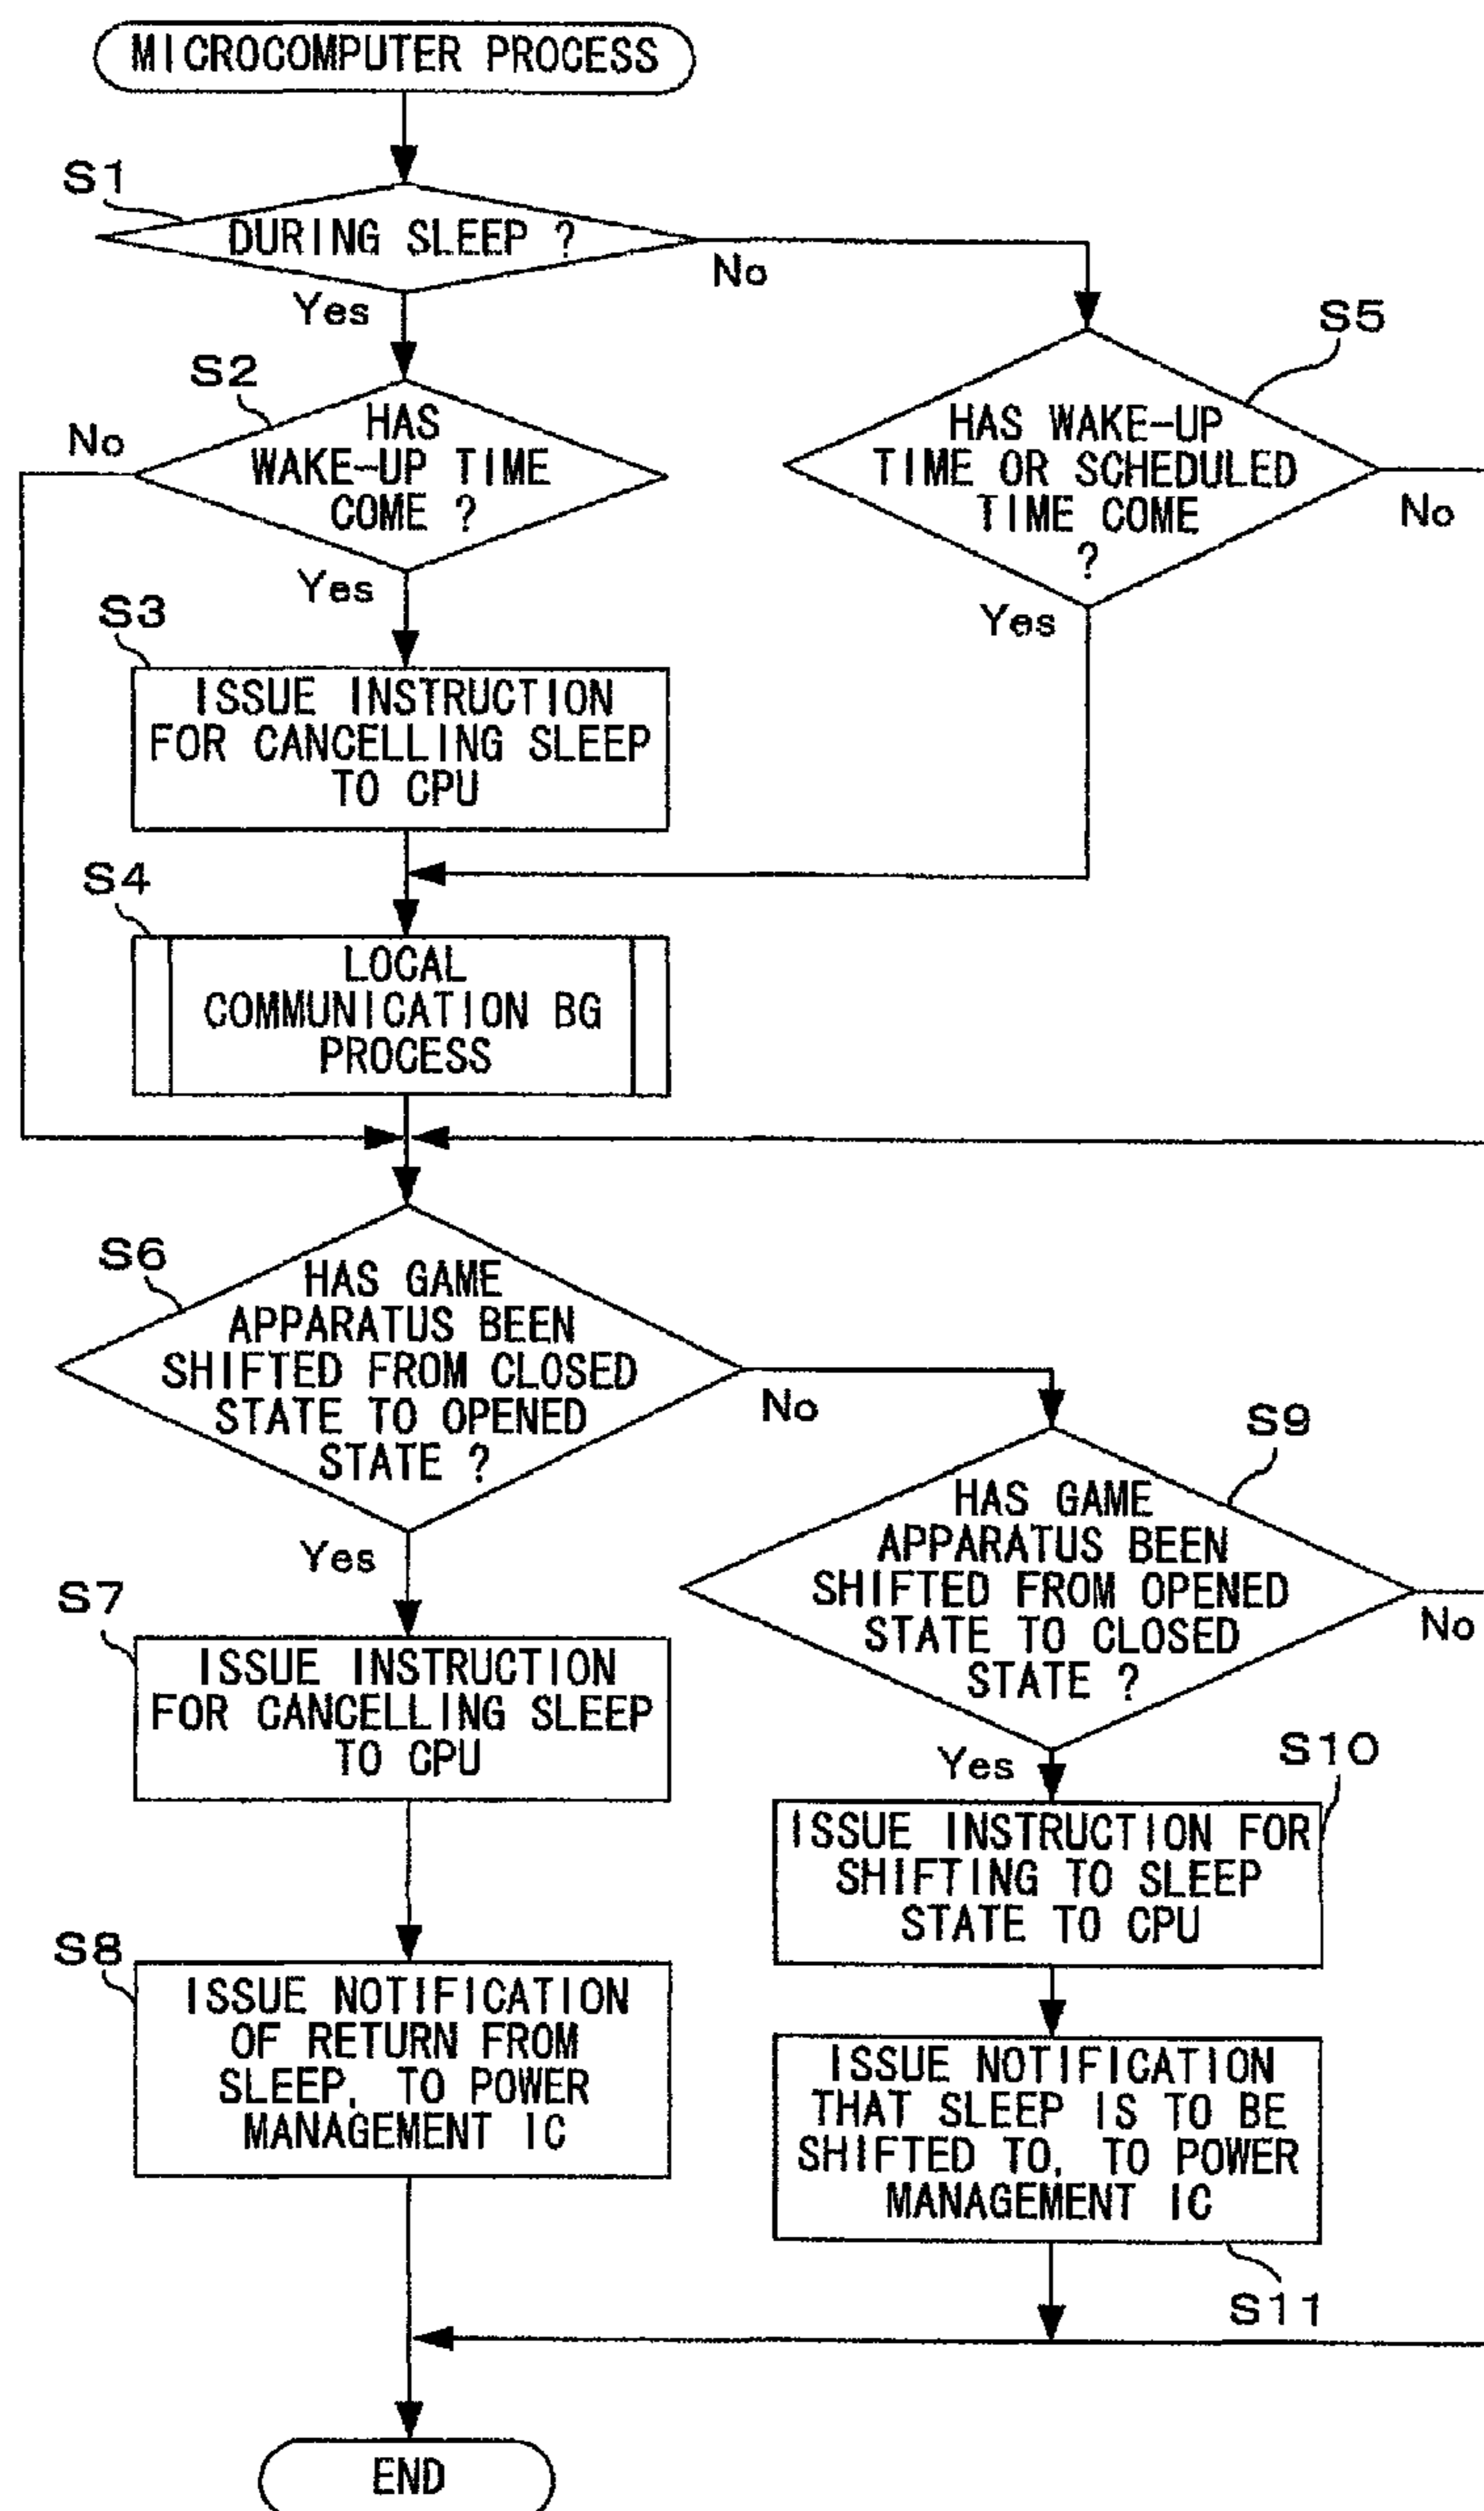 MICROCOMPUTER PROCESS
S1
DURING SLEEP ?
No
Yes
S2
HAS
WAKE-UP TIME
COME ?
No
Yes
S5
HAS WAKE-UP
TIME OR SCHEDULED
TIME COME
?
No
Yes
S3
ISSUE INSTRUCTION
FOR CANCELLING SLEEP
TO CPU
S4
LOCAL
COMMUNICATION BG
PROCESS
S6
HAS GAME
APPARATUS BEEN
SHIFTED FROM CLOSED
STATE TO OPENED
STATE ?
No
Yes
S9
HAS GAME
APPARATUS BEEN
SHIFTED FROM OPENED
STATE TO CLOSED
STATE ?
No
Yes
S7
ISSUE INSTRUCTION
FOR CANCELLING SLEEP
TO CPU
S10
ISSUE INSTRUCTION FOR
SHIFTING TO SLEEP
STATE TO CPU
S8
ISSUE NOTIFICATION
OF RETURN FROM
SLEEP, TO POWER
MANAGEMENT IC
ISSUE NOTIFICATION
THAT SLEEP IS TO BE
SHIFTED TO, TO POWER
MANAGEMENT IC
S11
END